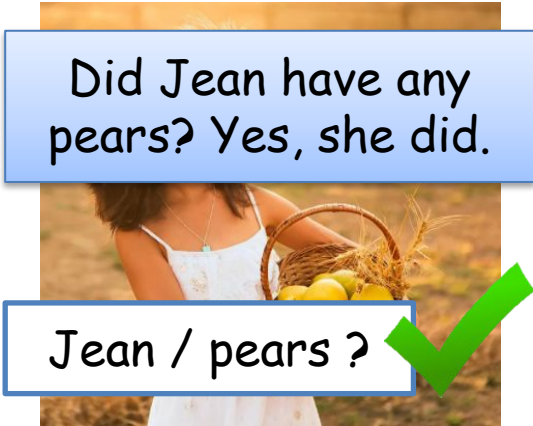 Did Jean have any
pears? Yes, she did.
Jean / pears ?